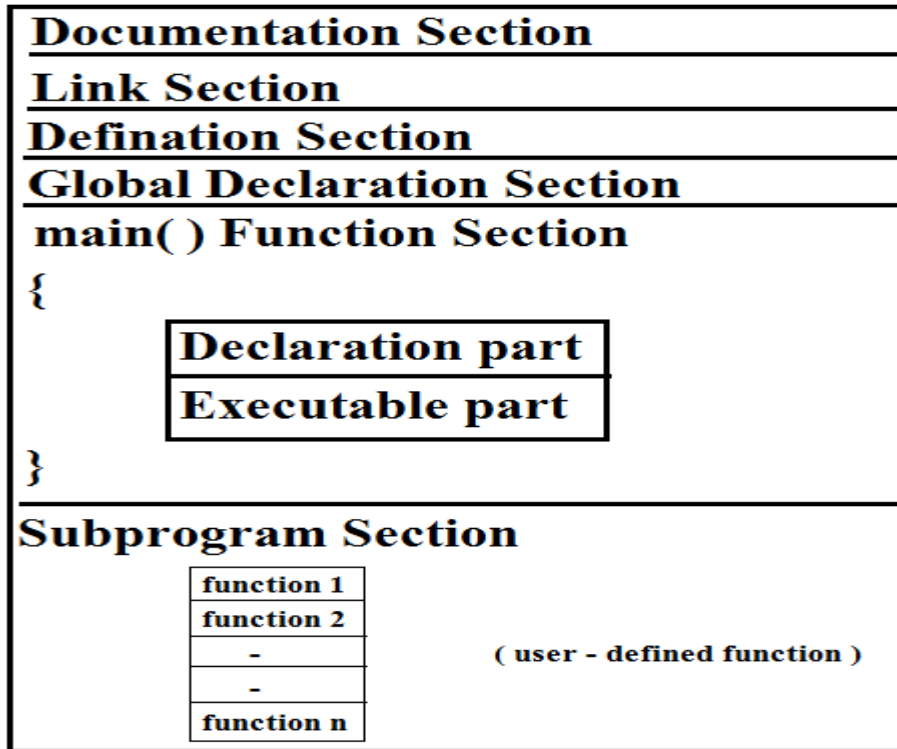 Documentation Section
Link Section
Defination Section
Global Declaration Section
main( ) Function Section
{
Declaration part
Executable part
}
Subprogram Section
function 1
function 2
-
( user - defined function )
-
function n